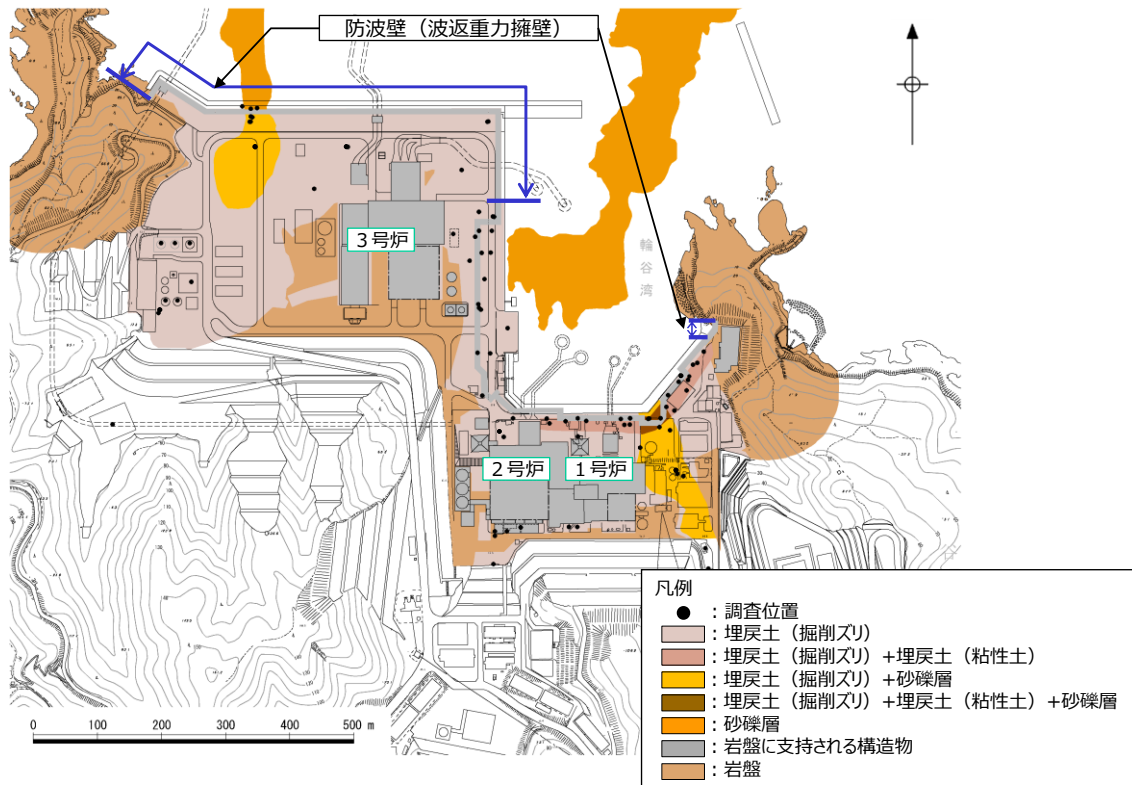 防波壁（波返重力擁壁）
3号炉
輪谷湾
2号炉
1号炉
凡例
●：調査位置
：埋戻土（掘削ズリ）
：埋戻土（掘削ズリ）+埋戻土（粘性土）
：埋戻土（掘削ズリ）+砂礫層
：埋戻土（掘削ズリ）+埋戻土（粘性土）+砂礫層
：砂礫層
：岩盤に支持される構造物
：岩盤
0 100 200 300 400 500 m